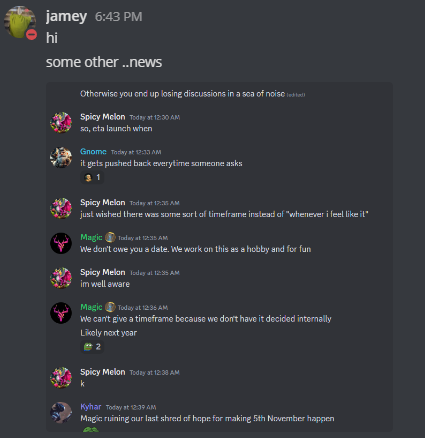 jamey 6:43 PM
hi
some other ..news
Otherwise you end up losing discussions in a sea of noise (edited)
Spicy Melon Today at 12:30 AM
so, eta launch when
Gnome Today at 12:33 AM
it gets pushed back everytime someone asks
1
Spicy Melon Today at 12:35 AM
just wished there was some sort of timeframe instead of "whenever i feel like it"
Magic Today at 12:35 AM
We don't owe you a date. We work on this as a hobby and for fun
Spicy Melon Today at 12:35 AM
im well aware
Magic Today at 12:36 AM
We can't give a timeframe because we don't have it decided internally
Likely next year
2
Spicy Melon Today at 12:38 AM
k
Kyhar Today at 12:39 AM
Magic ruining our last shred of hope for making 5th November happen